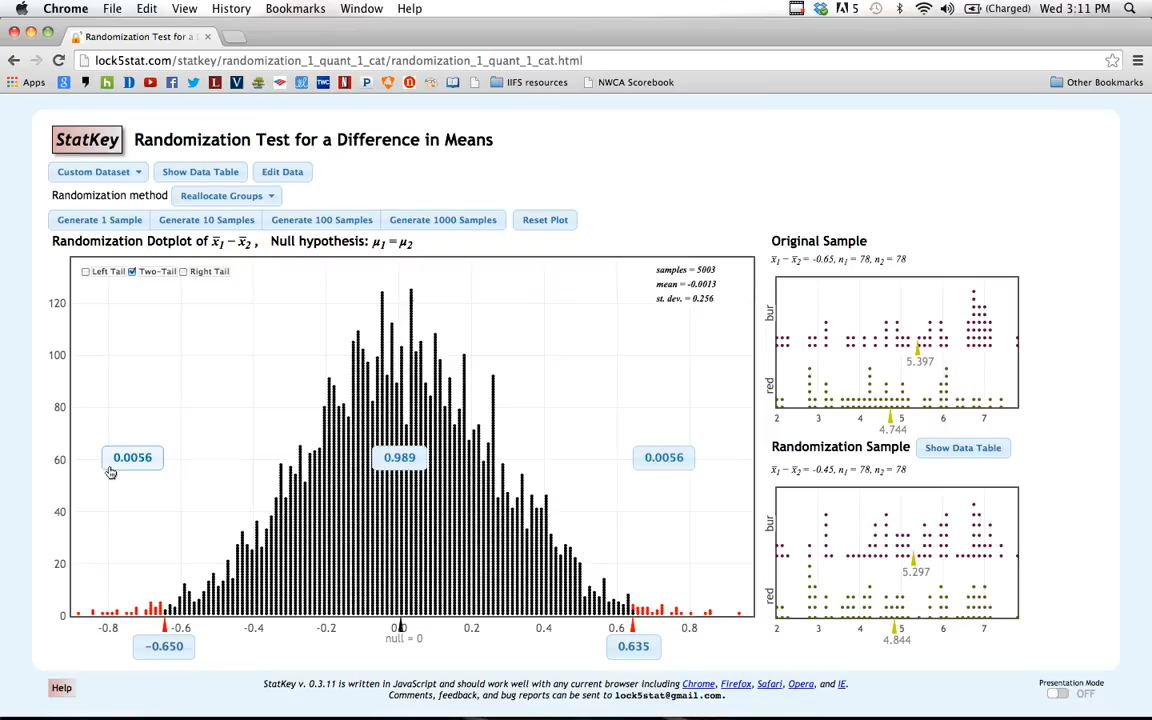 Chrome File Edit View History Bookmarks Window Help 5 (Charged) Wed 3:11 PM
Randomization Test for a
lock5stat.com/statkey/randomization_1_quant_1_cat/randomization_1_quant_1_cat.html
Apps IIFS resources NWCA Scorebook Other Bookmarks
StatKey Randomization Test for a Difference in Means
Custom Dataset Show Data Table Edit Data
Randomization method Reallocate Groups
Generate 1 Sample Generate 10 Samples Generate 100 Samples Generate 1000 Samples Reset Plot
Randomization Dotplot of x̄₁ − x̄₂ , Null hypothesis: μ₁ = μ₂
Left Tail Two-Tail Right Tail
samples = 5003
mean = -0.0013
st. dev. = 0.256
120
100
80
60
40
20
0
0.0056 0.989 0.0056
-0.8 -0.6 -0.4 -0.2 0.0 0.2 0.4 0.6 0.8
null = 0
−0.650 0.635
Original Sample
x̄₁ − x̄₂ = -0.65, n₁ = 78, n₂ = 78
bur
5.397
red
2 3 4 5 6 7
4.744
Randomization Sample Show Data Table
x̄₁ − x̄₂ = -0.45, n₁ = 78, n₂ = 78
bur
5.297
red
2 3 4 5 6 7
4.844
Help
StatKey v. 0.3.11 is written in JavaScript and should work well with any current browser including Chrome, Firefox, Safari, Opera, and IE.
Comments, feedback, and bug reports can be sent to lock5stat@gmail.com.
Presentation Mode
OFF